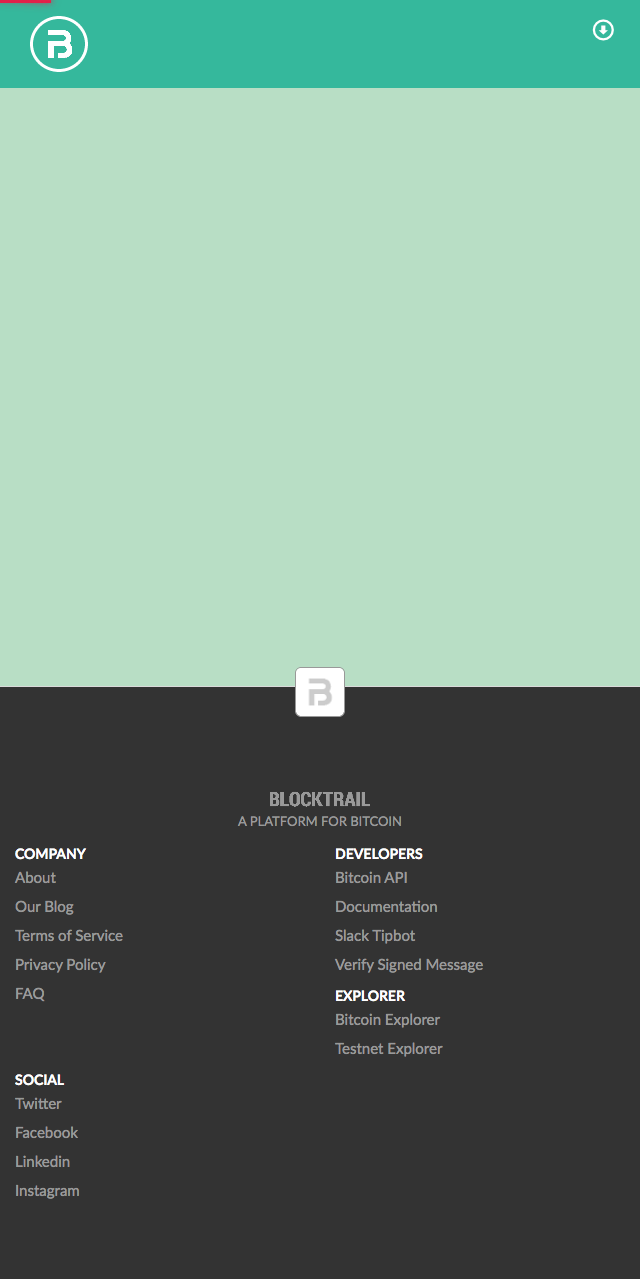 BLOCKTRAIL
A PLATFORM FOR BITCOIN
COMPANY
About
Our Blog
Terms of Service
Privacy Policy
FAQ
DEVELOPERS
Bitcoin API
Documentation
Slack Tipbot
Verify Signed Message
EXPLORER
Bitcoin Explorer
Testnet Explorer
SOCIAL
Twitter
Facebook
Linkedin
Instagram